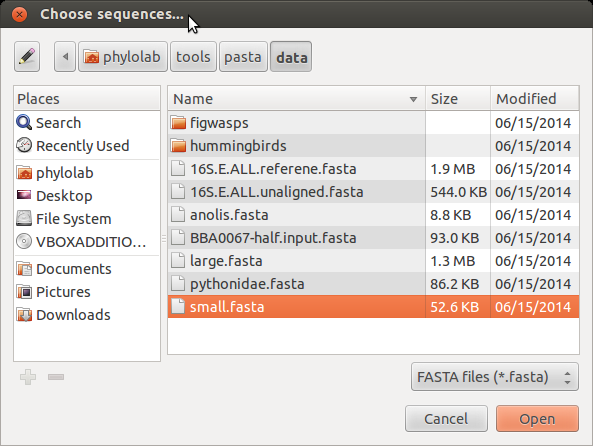 Choose sequences...
phylolab tools pasta data
Places
Search
Recently Used
phylolab
Desktop
File System
VBOXADDITIO...
Documents
Pictures
Downloads
Name Size Modified
figwasps 06/15/2014
hummingbirds 06/15/2014
16S.E.ALL.referene.fasta 1.9 MB 06/15/2014
16S.E.ALL.unaligned.fasta 544.0 KB 06/15/2014
anolis.fasta 8.8 KB 06/15/2014
BBA0067-half.input.fasta 93.0 KB 06/15/2014
large.fasta 1.3 MB 06/15/2014
pythonidae.fasta 86.2 KB 06/15/2014
small.fasta 52.6 KB 06/15/2014
FASTA files (*.fasta)
Cancel Open